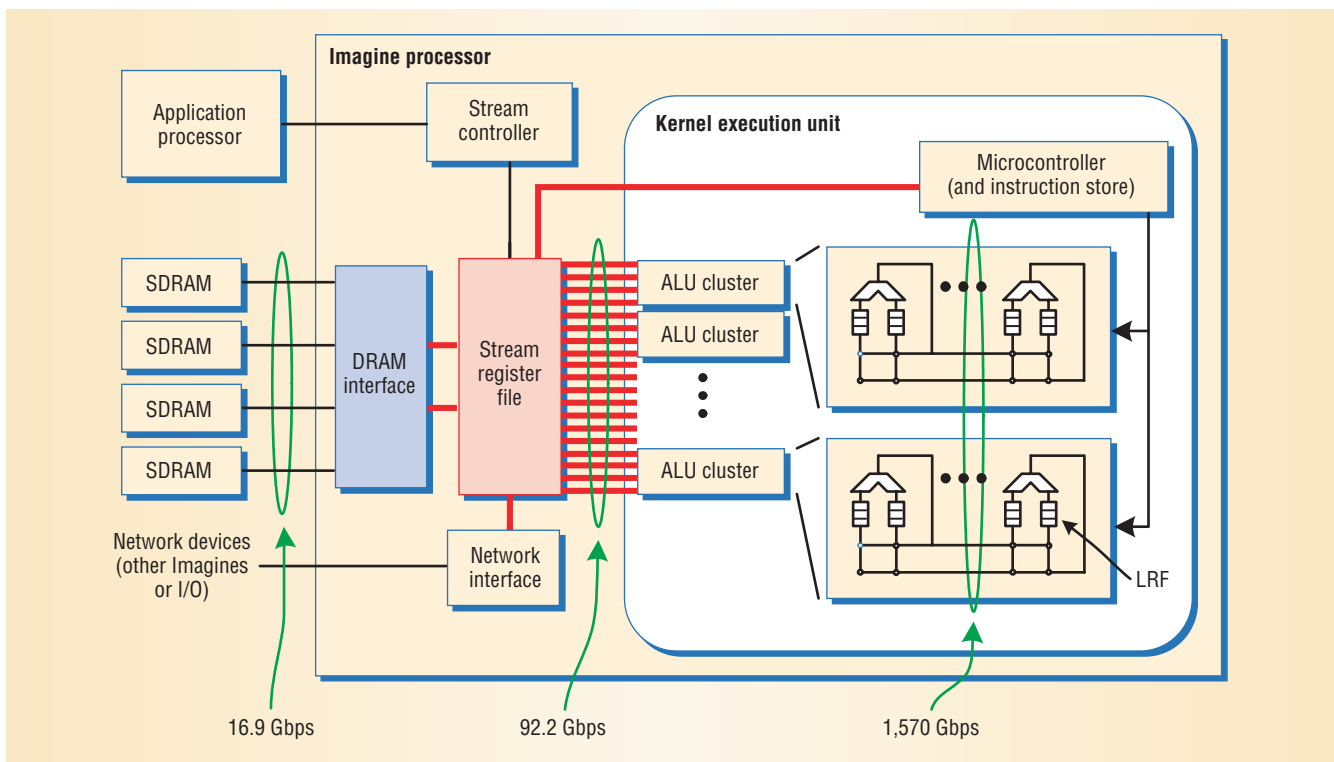 Imagine processor
Application
processor
Stream
controller
Kernel execution unit
Microcontroller
(and instruction store)
SDRAM
SDRAM
SDRAM
SDRAM
DRAM
interface
Stream
register
file
ALU cluster
ALU cluster
ALU cluster
Network devices
(other Imagines
or I/O)
Network
interface
LRF
16.9 Gbps
92.2 Gbps
1,570 Gbps